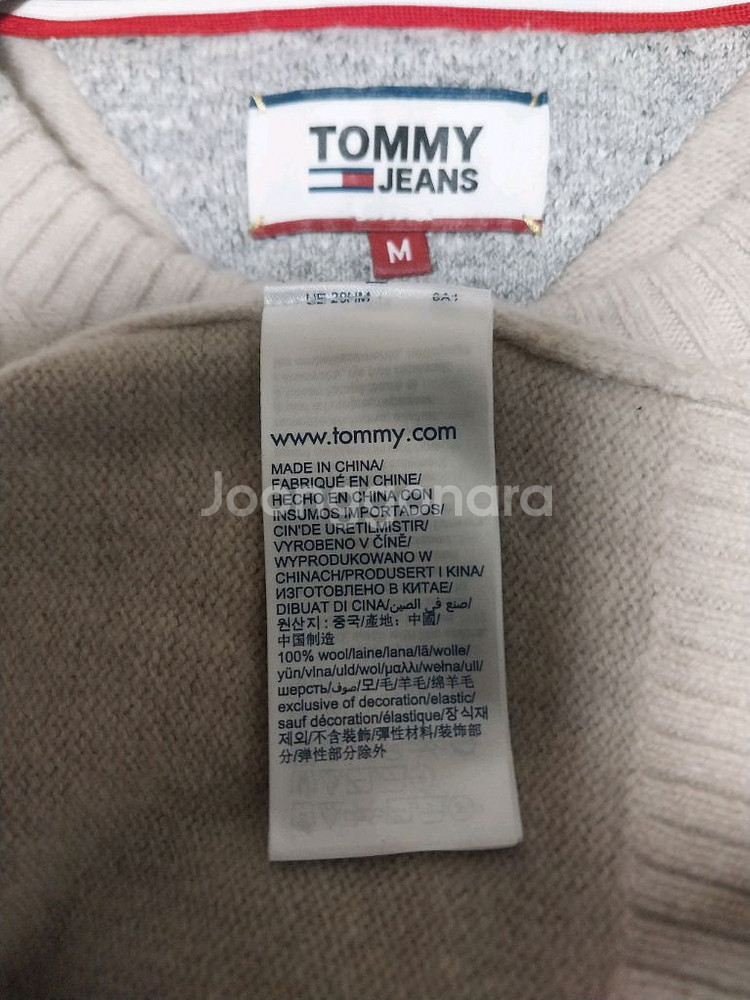 TOMMY
JEANS
M
6A1
www.tommy.com
MADE IN CHINA/
FABRIQUÉ EN CHINE/
HECHO EN CHINA CON
INSUMOS IMPORTADOS/
CIN'DE URETILMISTIR/
VYROBENO V ČÍNĚ/
WYPRODUKOWANO W
CHINACH/PRODUSERT I KINA/
ИЗГОТОВЛЕНО В КИТАЕ/
DIBUAT DI CINA/صنع في الصين/
원산지 : 중국/產地：中國/
中国制造
100% wool/laine/lana/lã/wolle/
yün/vlna/uld/wol/μαλλι/wełna/ull/
шерсть/صوف/모/毛/羊毛/绵羊毛
exclusive of decoration/elastic/
sauf décoration/élastique/장식재
제외/不含裝飾/彈性材料/装饰部
分/弹性部分除外